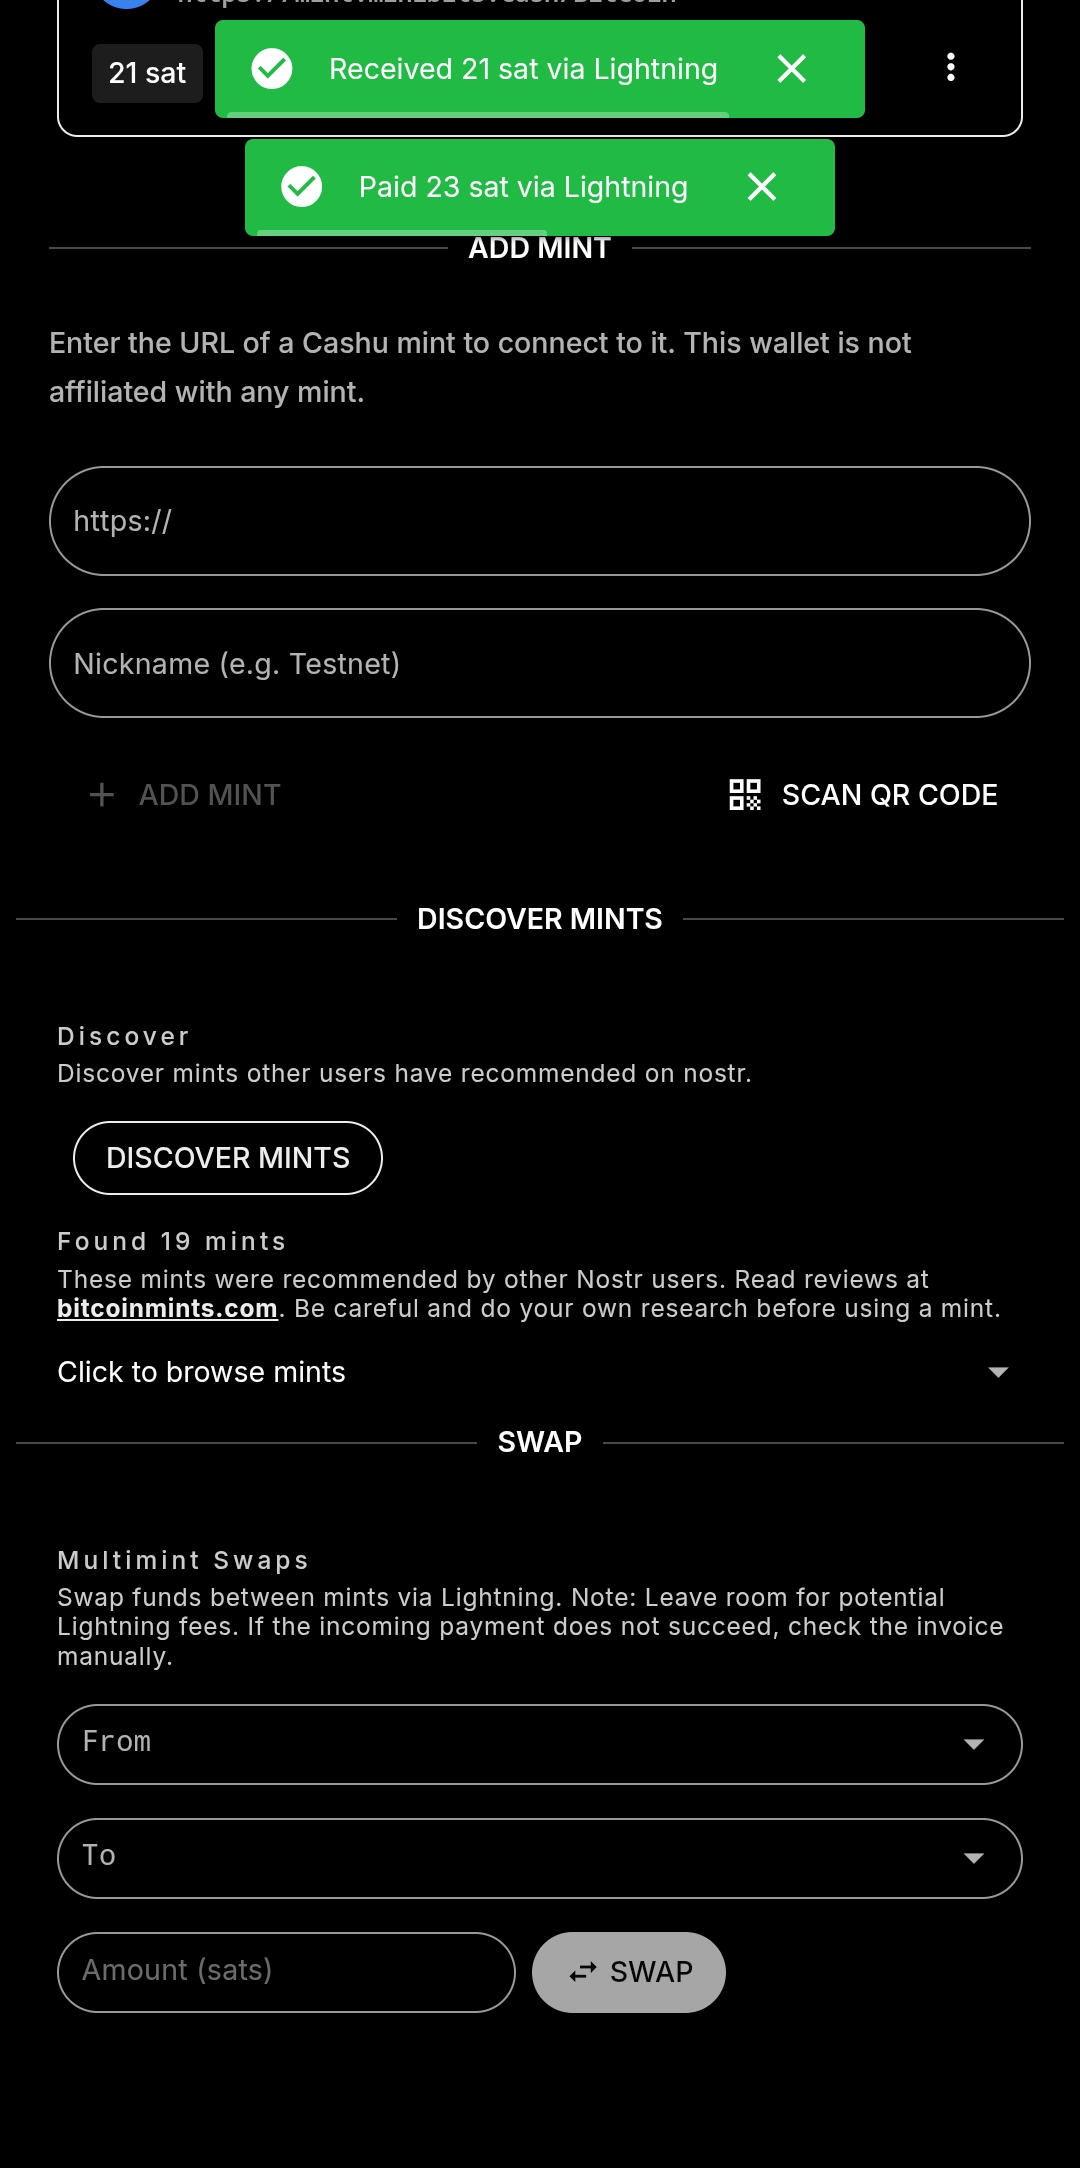 21 sat
Received 21 sat via Lightning
Paid 23 sat via Lightning
ADD MINT
Enter the URL of a Cashu mint to connect to it. This wallet is not
affiliated with any mint.
https://
Nickname (e.g. Testnet)
ADD MINT
SCAN QR CODE
DISCOVER MINTS
Discover
Discover mints other users have recommended on nostr.
DISCOVER MINTS
Found 19 mints
These mints were recommended by other Nostr users. Read reviews at
bitcoinmints.com. Be careful and do your own research before using a mint.
Click to browse mints
SWAP
Multimint Swaps
Swap funds between mints via Lightning. Note: Leave room for potential
Lightning fees. If the incoming payment does not succeed, check the invoice
manually.
From
To
Amount (sats)
SWAP